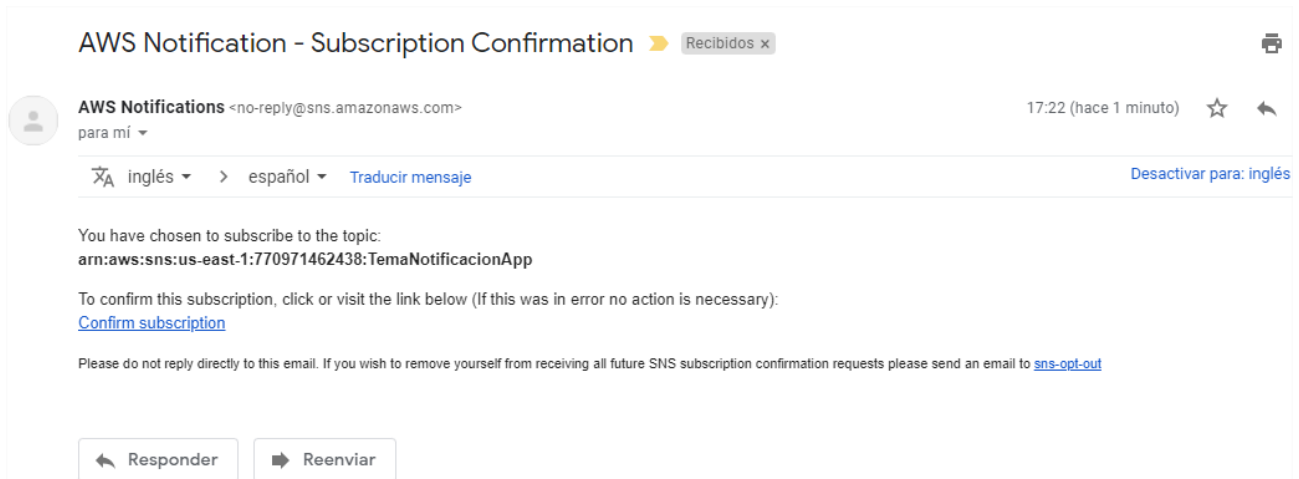 AWS Notification - Subscription Confirmation Recibidos x
AWS Notifications <no-reply@sns.amazonaws.com> 17:22 (hace 1 minuto)
para mí
inglés > español Traducir mensaje Desactivar para: inglés
You have chosen to subscribe to the topic:
arn:aws:sns:us-east-1:770971462438:TemaNotificacionApp
To confirm this subscription, click or visit the link below (If this was in error no action is necessary):
Confirm subscription
Please do not reply directly to this email. If you wish to remove yourself from receiving all future SNS subscription confirmation requests please send an email to sns-opt-out
Responder Reenviar